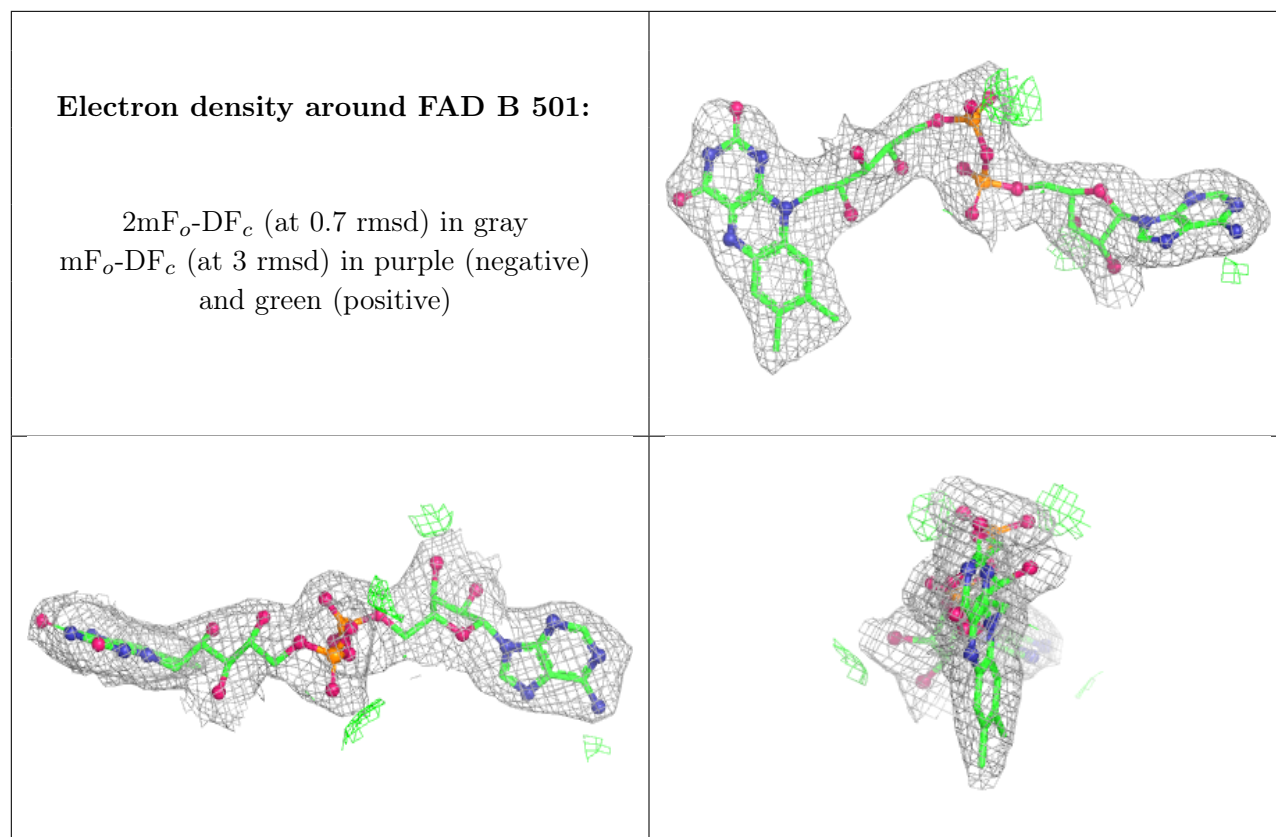 Electron density around FAD B 501:
2mFo-DFc (at 0.7 rmsd) in gray
mFo-DFc (at 3 rmsd) in purple (negative)
and green (positive)